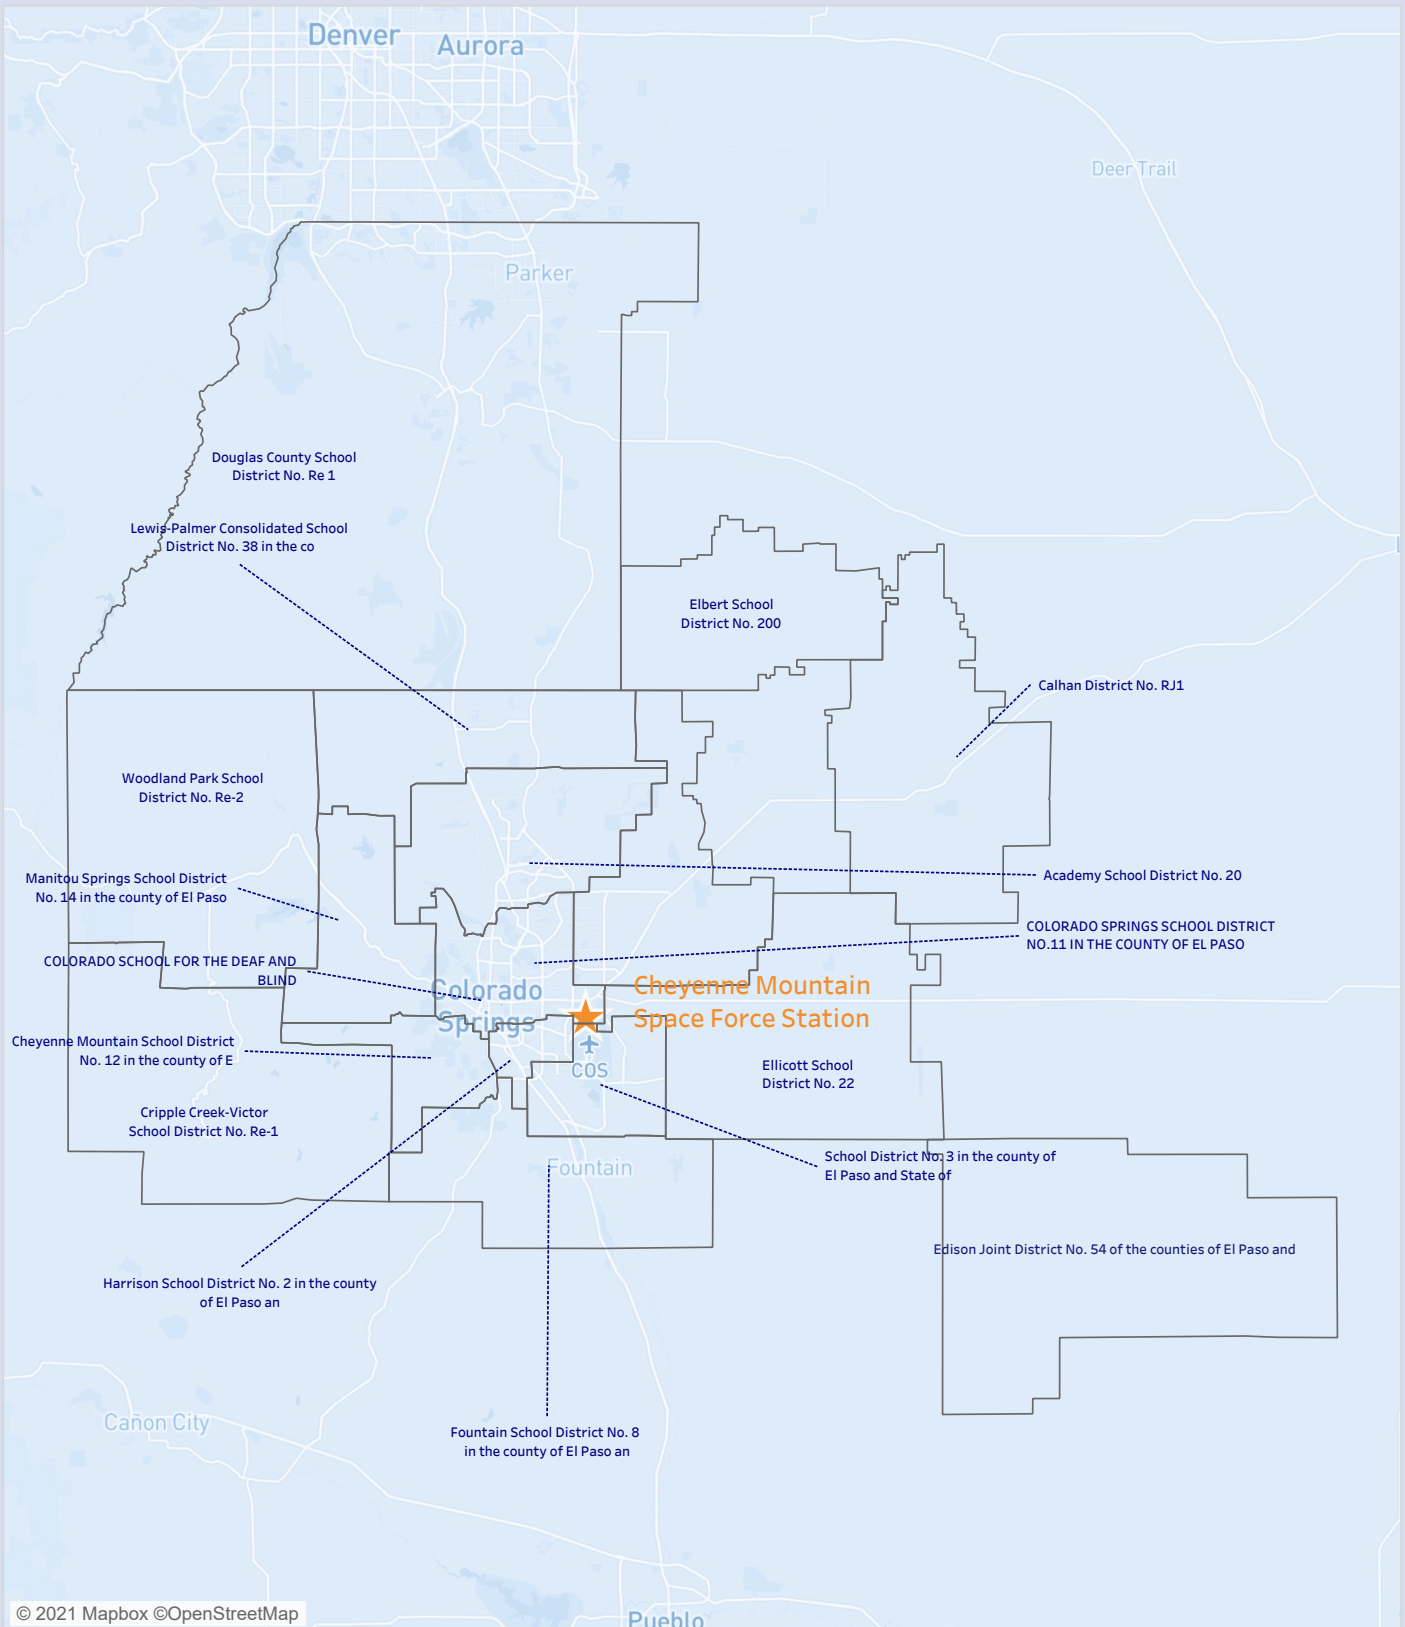 Denver
Aurora
Deer Trail
Parker
Douglas County School
District No. Re 1
Lewis-Palmer Consolidated School
District No. 38 in the co
Elbert School
District No. 200
Calhan District No. RJ1
Woodland Park School
District No. Re-2
Manitou Springs School District
No. 14 in the county of El Paso
Academy School District No. 20
COLORADO SPRINGS SCHOOL DISTRICT
NO.11 IN THE COUNTY OF EL PASO
COLORADO SCHOOL FOR THE DEAF AND
BLIND
Colorado
Springs
Cheyenne Mountain
Space Force Station
Cheyenne Mountain School District
No. 12 in the county of E
COS
Ellicott School
District No. 22
Cripple Creek-Victor
School District No. Re-1
School District No. 3 in the county of
El Paso and State of
Fountain
Edison Joint District No. 54 of the counties of El Paso and
Harrison School District No. 2 in the county
of El Paso an
Cañon City
Fountain School District No. 8
in the county of El Paso an
© 2021 Mapbox ©OpenStreetMap
Pueblo